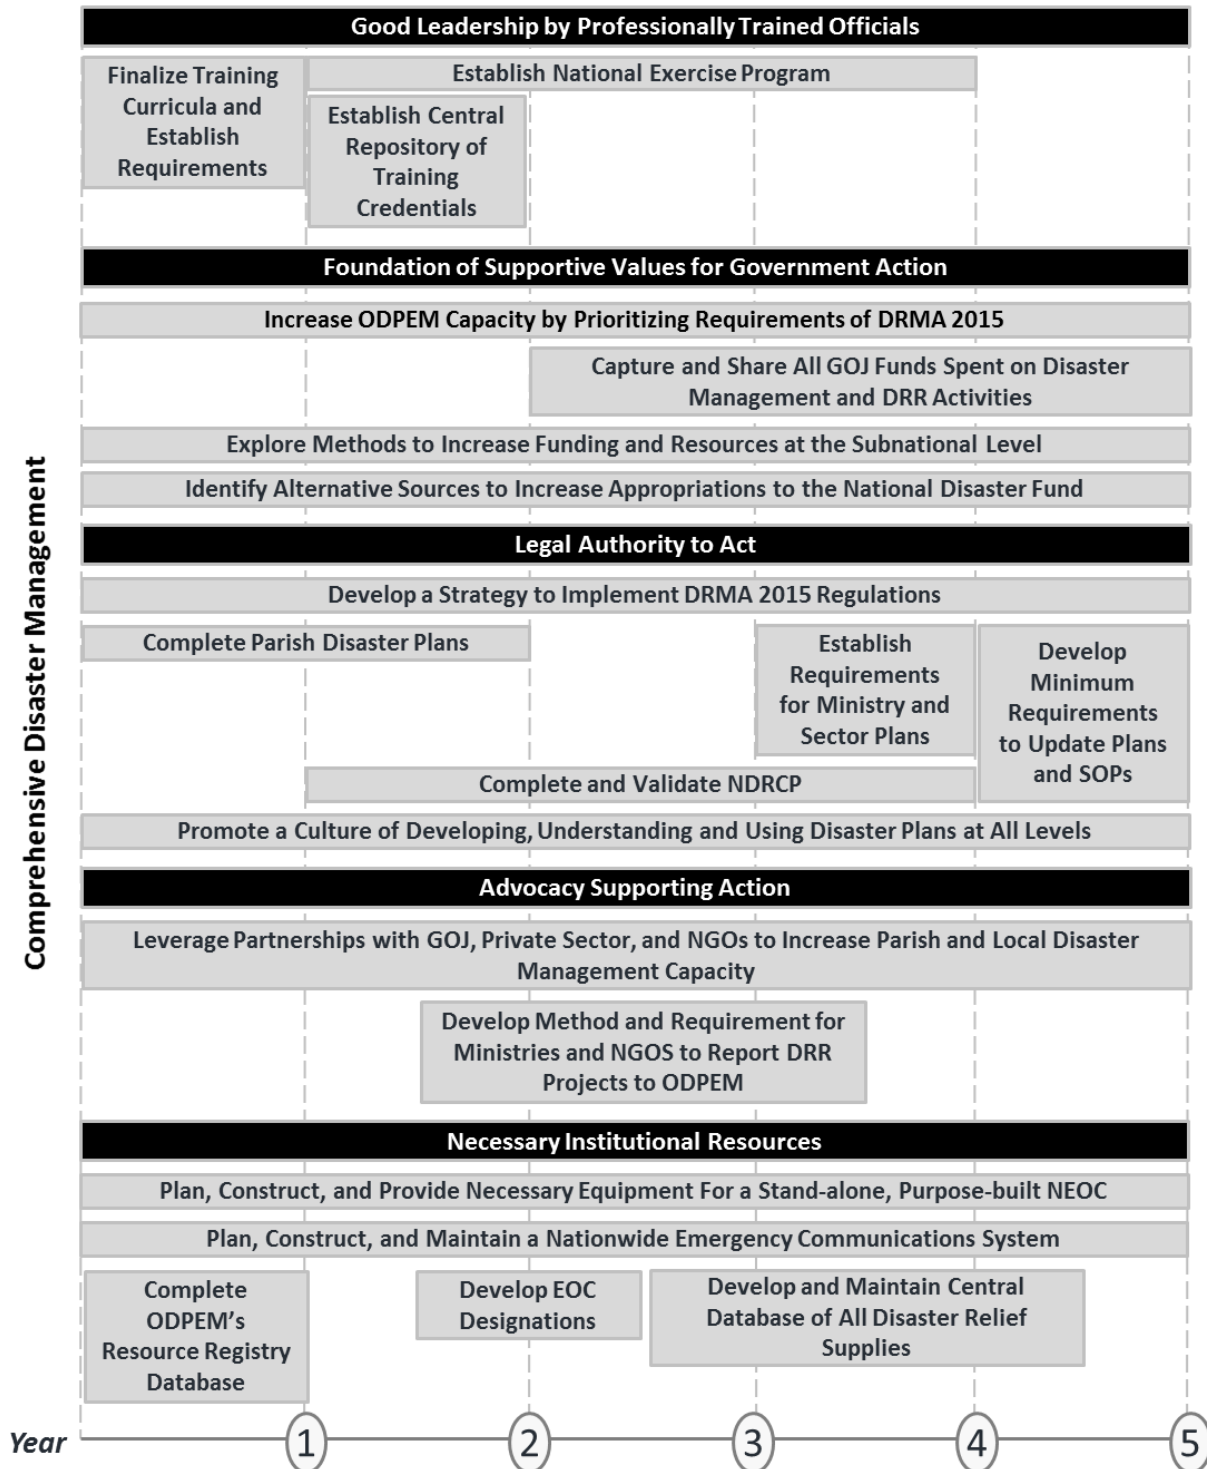 Good Leadership by Professionally Trained Officials
Finalize Training
Curricula and
Establish
Requirements
Establish National Exercise Program
Establish Central
Repository of
Training
Credentials
Foundation of Supportive Values for Government Action
Increase ODPEM Capacity by Prioritizing Requirements of DRMA 2015
Capture and Share All GOJ Funds Spent on Disaster
Management and DRR Activities
Explore Methods to Increase Funding and Resources at the Subnational Level
Identify Alternative Sources to Increase Appropriations to the National Disaster Fund
Comprehensive Disaster Management
Legal Authority to Act
Develop a Strategy to Implement DRMA 2015 Regulations
Complete Parish Disaster Plans
Establish
Requirements
for Ministry and
Sector Plans
Develop
Minimum
Requirements
to Update Plans
and SOPs
Complete and Validate NDRCP
Promote a Culture of Developing, Understanding and Using Disaster Plans at All Levels
Advocacy Supporting Action
Leverage Partnerships with GOJ, Private Sector, and NGOs to Increase Parish and Local Disaster
Management Capacity
Develop Method and Requirement for
Ministries and NGOS to Report DRR
Projects to ODPEM
Necessary Institutional Resources
Plan, Construct, and Provide Necessary Equipment For a Stand-alone, Purpose-built NEOC
Plan, Construct, and Maintain a Nationwide Emergency Communications System
Complete
ODPEM's
Resource Registry
Database
Develop EOC
Designations
Develop and Maintain Central
Database of All Disaster Relief
Supplies
Year 1 2 3 4 5